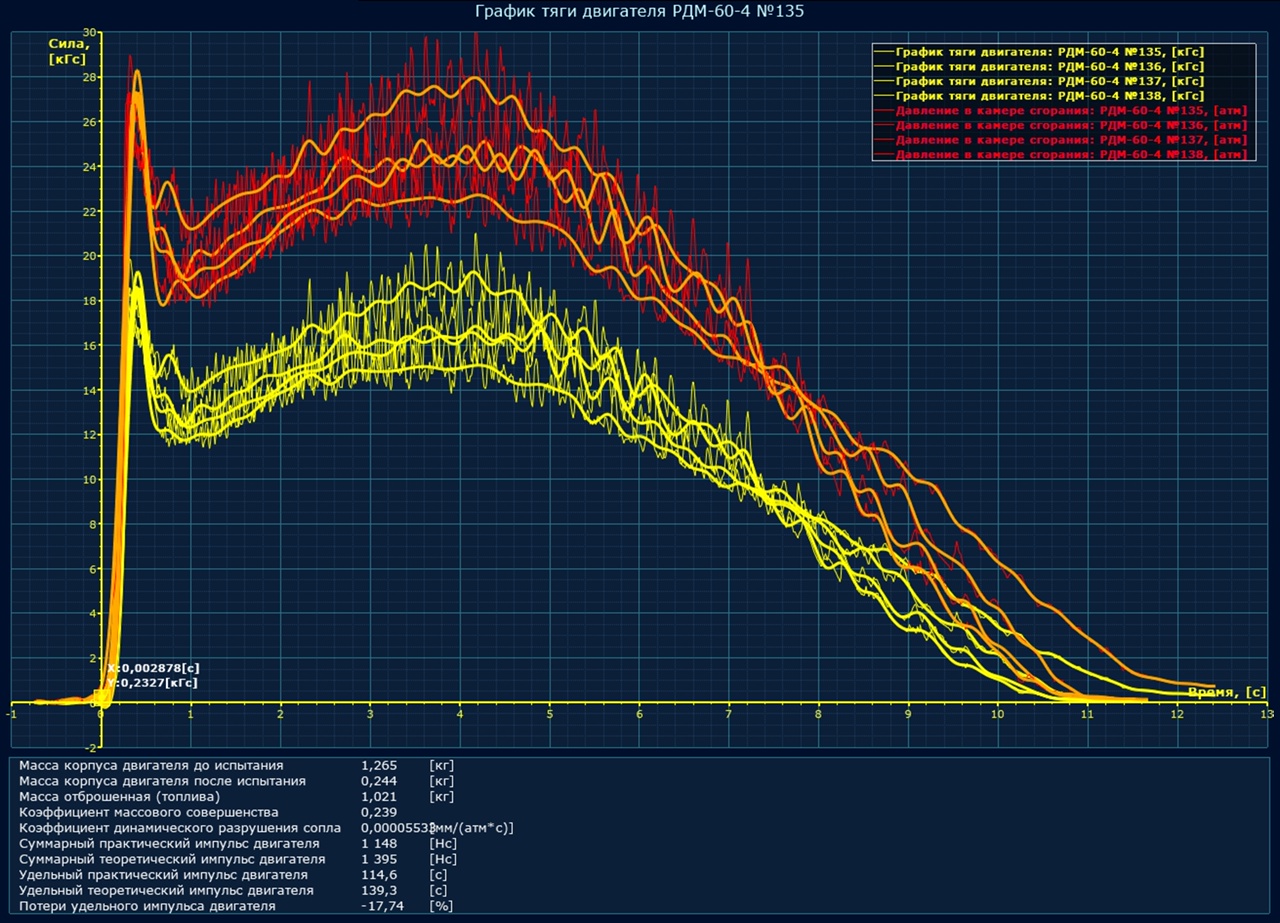 График тяги двигателя РДМ-60-4 №135
Сила,
[кГс]
График тяги двигателя: РДМ-60-4 №135, [кГс]
График тяги двигателя: РДМ-60-4 №136, [кГс]
График тяги двигателя: РДМ-60-4 №137, [кГс]
График тяги двигателя: РДМ-60-4 №138, [кГс]
Давление в камере сгорания: РДМ-60-4 №135, [атм]
Давление в камере сгорания: РДМ-60-4 №136, [атм]
Давление в камере сгорания: РДМ-60-4 №137, [атм]
Давление в камере сгорания: РДМ-60-4 №138, [атм]
30
28
26
24
22
20
18
16
14
12
10
8
6
4
2
-2
X:0,002878[с]
Y:0,2327[кГс]
Время, [с]
-1 0 1 2 3 4 5 6 7 8 9 10 11 12 13
Масса корпуса двигателя до испытания 1,265 [кг]
Масса корпуса двигателя после испытания 0,244 [кг]
Масса отброшенная (топлива) 1,021 [кг]
Коэффициент массового совершенства 0,239
Коэффициент динамического разрушения сопла 0,00005533 [мм/(атм*с)]
Суммарный практический импульс двигателя 1 148 [Нс]
Суммарный теоретический импульс двигателя 1 395 [Нс]
Удельный практический импульс двигателя 114,6 [с]
Удельный теоретический импульс двигателя 139,3 [с]
Потери удельного импульса двигателя -17,74 [%]